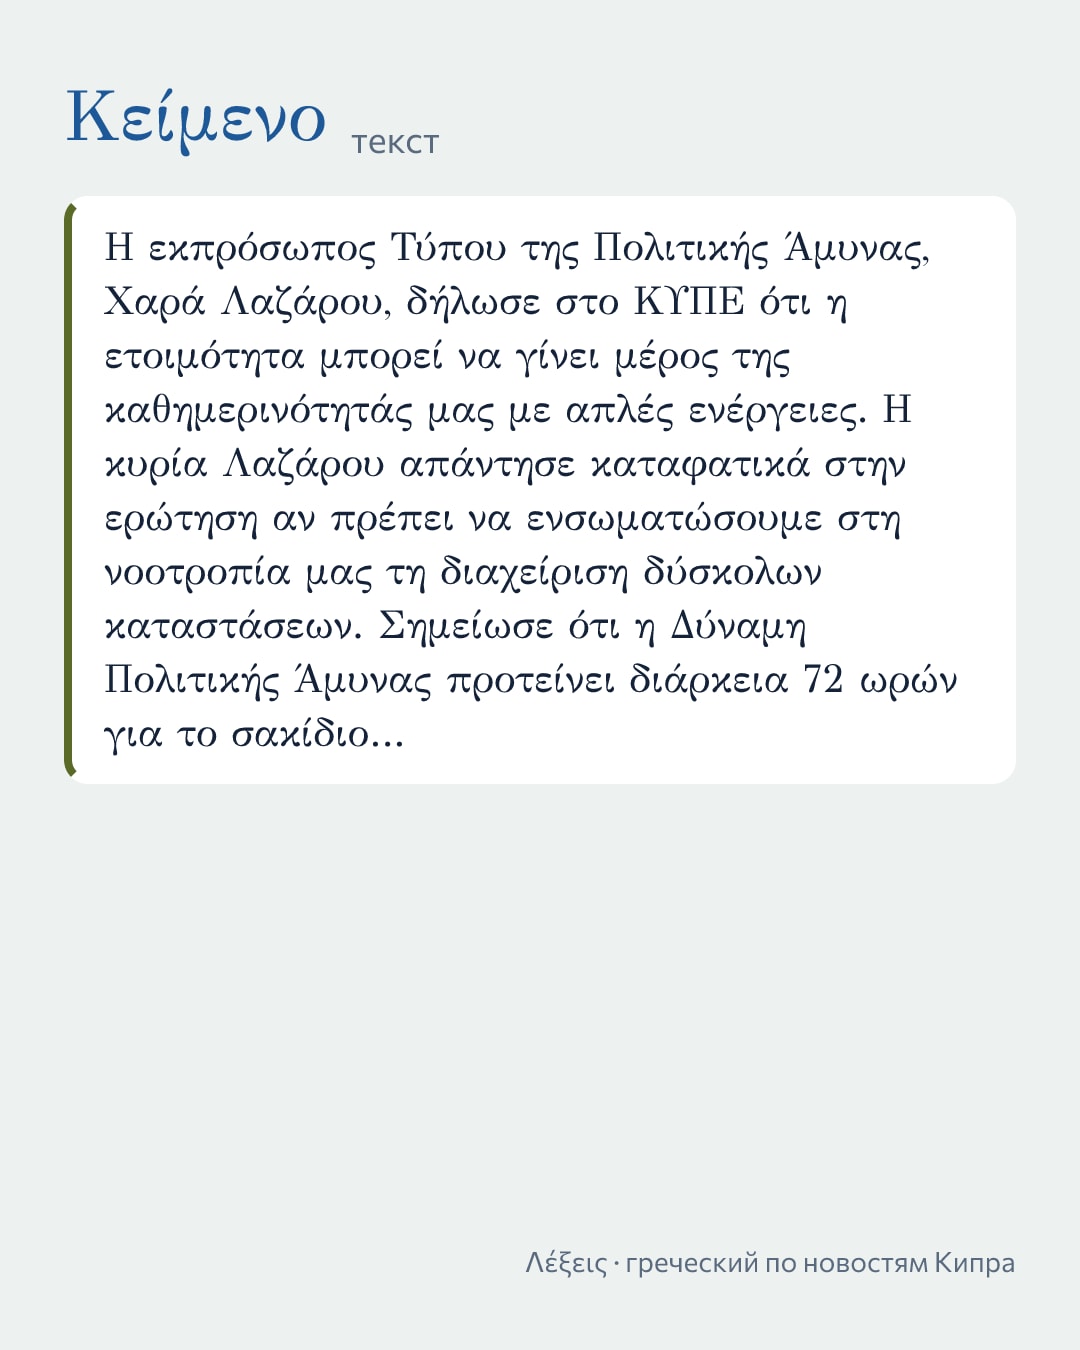 Κείμενο текст
Η εκπρόσωπος Τύπου της Πολιτικής Άμυνας,
Χαρά Λαζάρου, δήλωσε στο ΚΥΠΕ ότι η
ετοιμότητα μπορεί να γίνει μέρος της
καθημερινότητάς μας με απλές ενέργειες. Η
κυρία Λαζάρου απάντησε καταφατικά στην
ερώτηση αν πρέπει να ενσωματώσουμε στη
νοοτροπία μας τη διαχείριση δύσκολων
καταστάσεων. Σημείωσε ότι η Δύναμη
Πολιτικής Άμυνας προτείνει διάρκεια 72 ωρών
για το σακίδιο...
Λέξεις · греческий по новостям Кипра